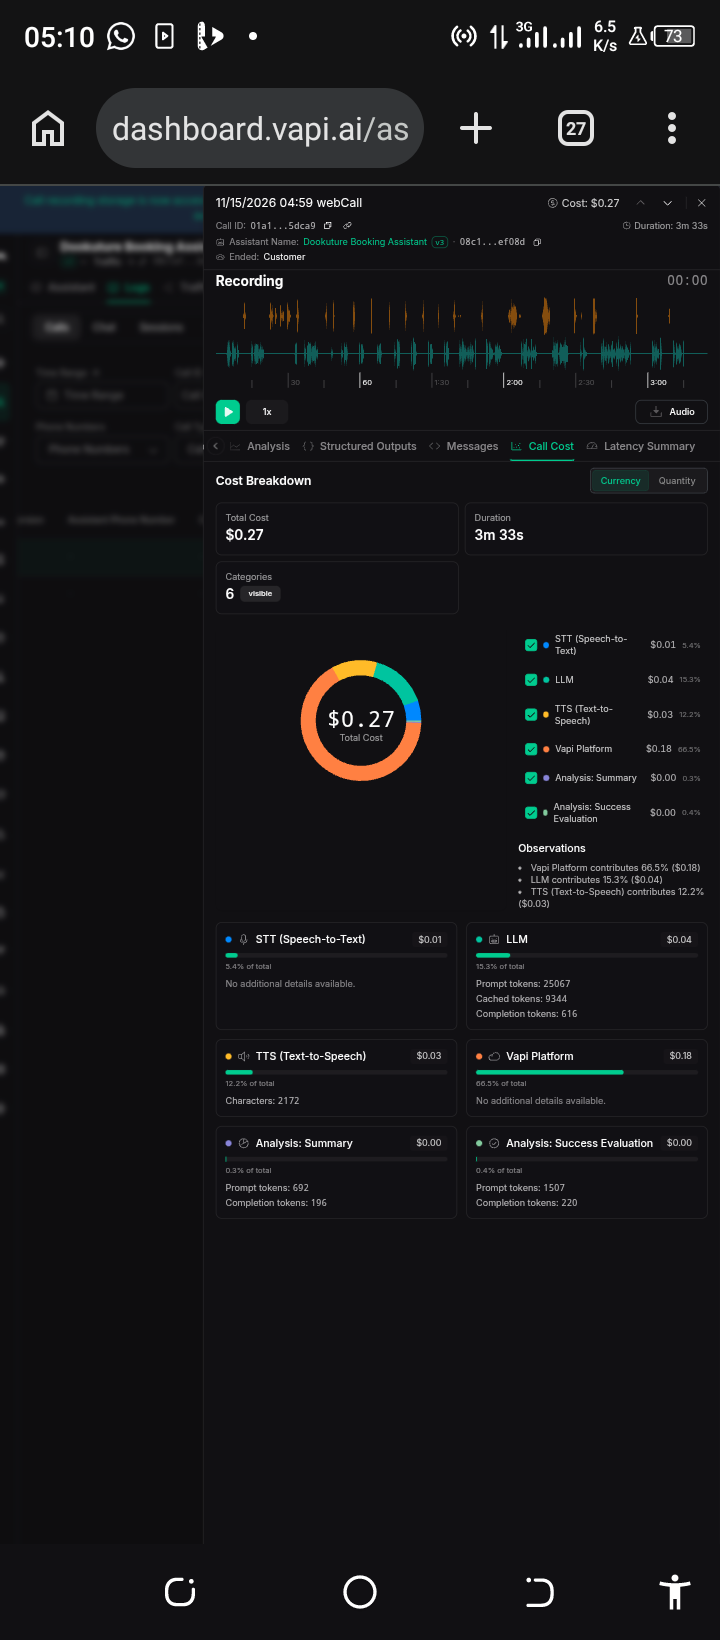 05:10
3G
6.5
K/s
73
dashboard.vapi.ai/as
27
11/15/2026 04:59 webCall
Cost: $0.27
Call ID: 01a1...5dca9
Duration: 3m 33s
Assistant Name: Dookuture Booking Assistant v3 · 08c1...ef08d
Ended: Customer
Recording
00:00
30
60
1:30
2:00
2:30
3:00
1x
Audio
Analysis
Structured Outputs
Messages
Call Cost
Latency Summary
Cost Breakdown
Currency
Quantity
Total Cost
$0.27
Duration
3m 33s
Categories
6 visible
$0.27
Total Cost
STT (Speech-to-
Text)
$0.01 5.4%
LLM $0.04 15.3%
TTS (Text-to-
Speech)
$0.03 12.2%
Vapi Platform $0.18 66.5%
Analysis: Summary $0.00 0.3%
Analysis: Success
Evaluation
$0.00 0.4%
Observations
• Vapi Platform contributes 66.5% ($0.18)
• LLM contributes 15.3% ($0.04)
• TTS (Text-to-Speech) contributes 12.2%
($0.03)
STT (Speech-to-Text) $0.01
5.4% of total
No additional details available.
LLM $0.04
15.3% of total
Prompt tokens: 25067
Cached tokens: 9344
Completion tokens: 616
TTS (Text-to-Speech) $0.03
12.2% of total
Characters: 2172
Vapi Platform $0.18
66.5% of total
No additional details available.
Analysis: Summary $0.00
0.3% of total
Prompt tokens: 692
Completion tokens: 196
Analysis: Success Evaluation $0.00
0.4% of total
Prompt tokens: 1507
Completion tokens: 220